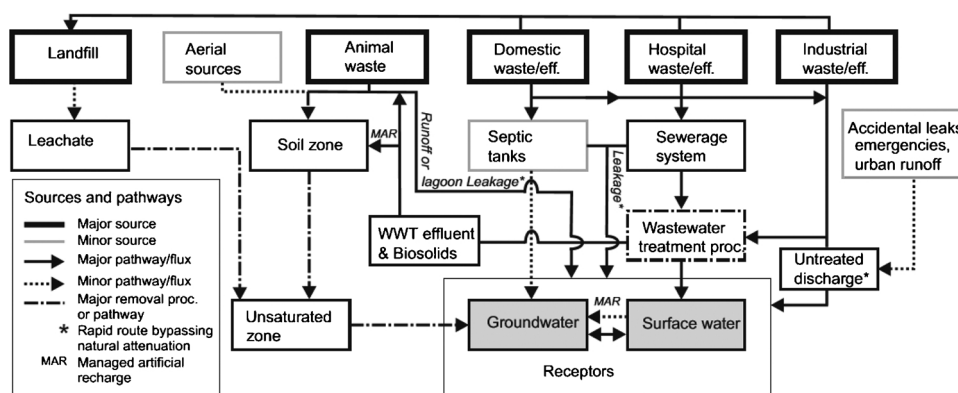 Landfill
Aerial
sources
Animal
waste
Domestic
waste/eff.
Hospital
waste/eff.
Industrial
waste/eff.
Leachate
Soil zone
MAR
Runoff or
lagoon Leakage*
Septic
tanks
Leakage*
Sewerage
system
Accidental leaks
emergencies,
urban runoff
Sources and pathways
Major source
Minor source
Major pathway/flux
Minor pathway/flux
Major removal proc.
or pathway
* Rapid route bypassing
natural attenuation
MAR Managed artificial
recharge
WWT effluent
& Biosolids
Wastewater
treatment proc.
Untreated
discharge*
Unsaturated
zone
Groundwater
MAR
Surface water
Receptors